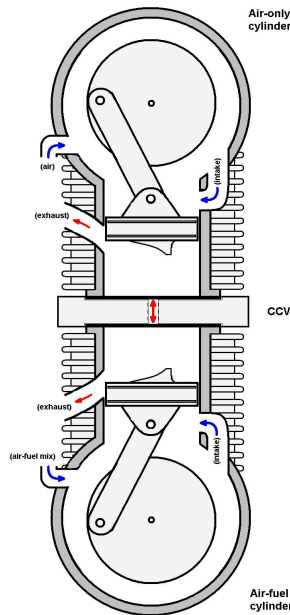 Air-only
cylinder
(air)
(intake)
(exhaust)
CCV
(exhaust)
(air-fuel mix)
(intake)
Air-fuel
cylinder